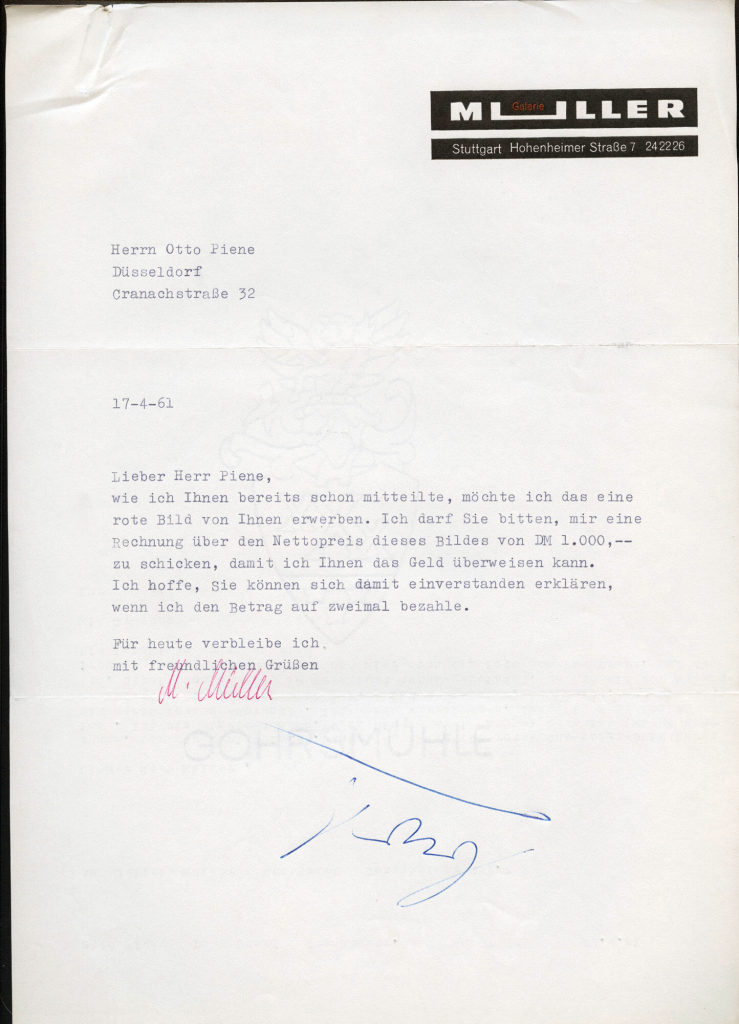 Galerie
MÜLLER
Stuttgart Hohenheimer Straße 7 242226
Herrn Otto Piene
Düsseldorf
Cranachstraße 32
17-4-61
Lieber Herr Piene,
wie ich Ihnen bereits schon mitteilte, möchte ich das eine
rote Bild von Ihnen erwerben. Ich darf Sie bitten, mir eine
Rechnung über den Nettopreis dieses Bildes von DM 1.000,--
zu schicken, damit ich Ihnen das Geld überweisen kann.
Ich hoffe, Sie können sich damit einverstanden erklären,
wenn ich den Betrag auf zweimal bezahle.
Für heute verbleibe ich
mit freundlichen Grüßen
M. Müller
GOHRSMÜHLE